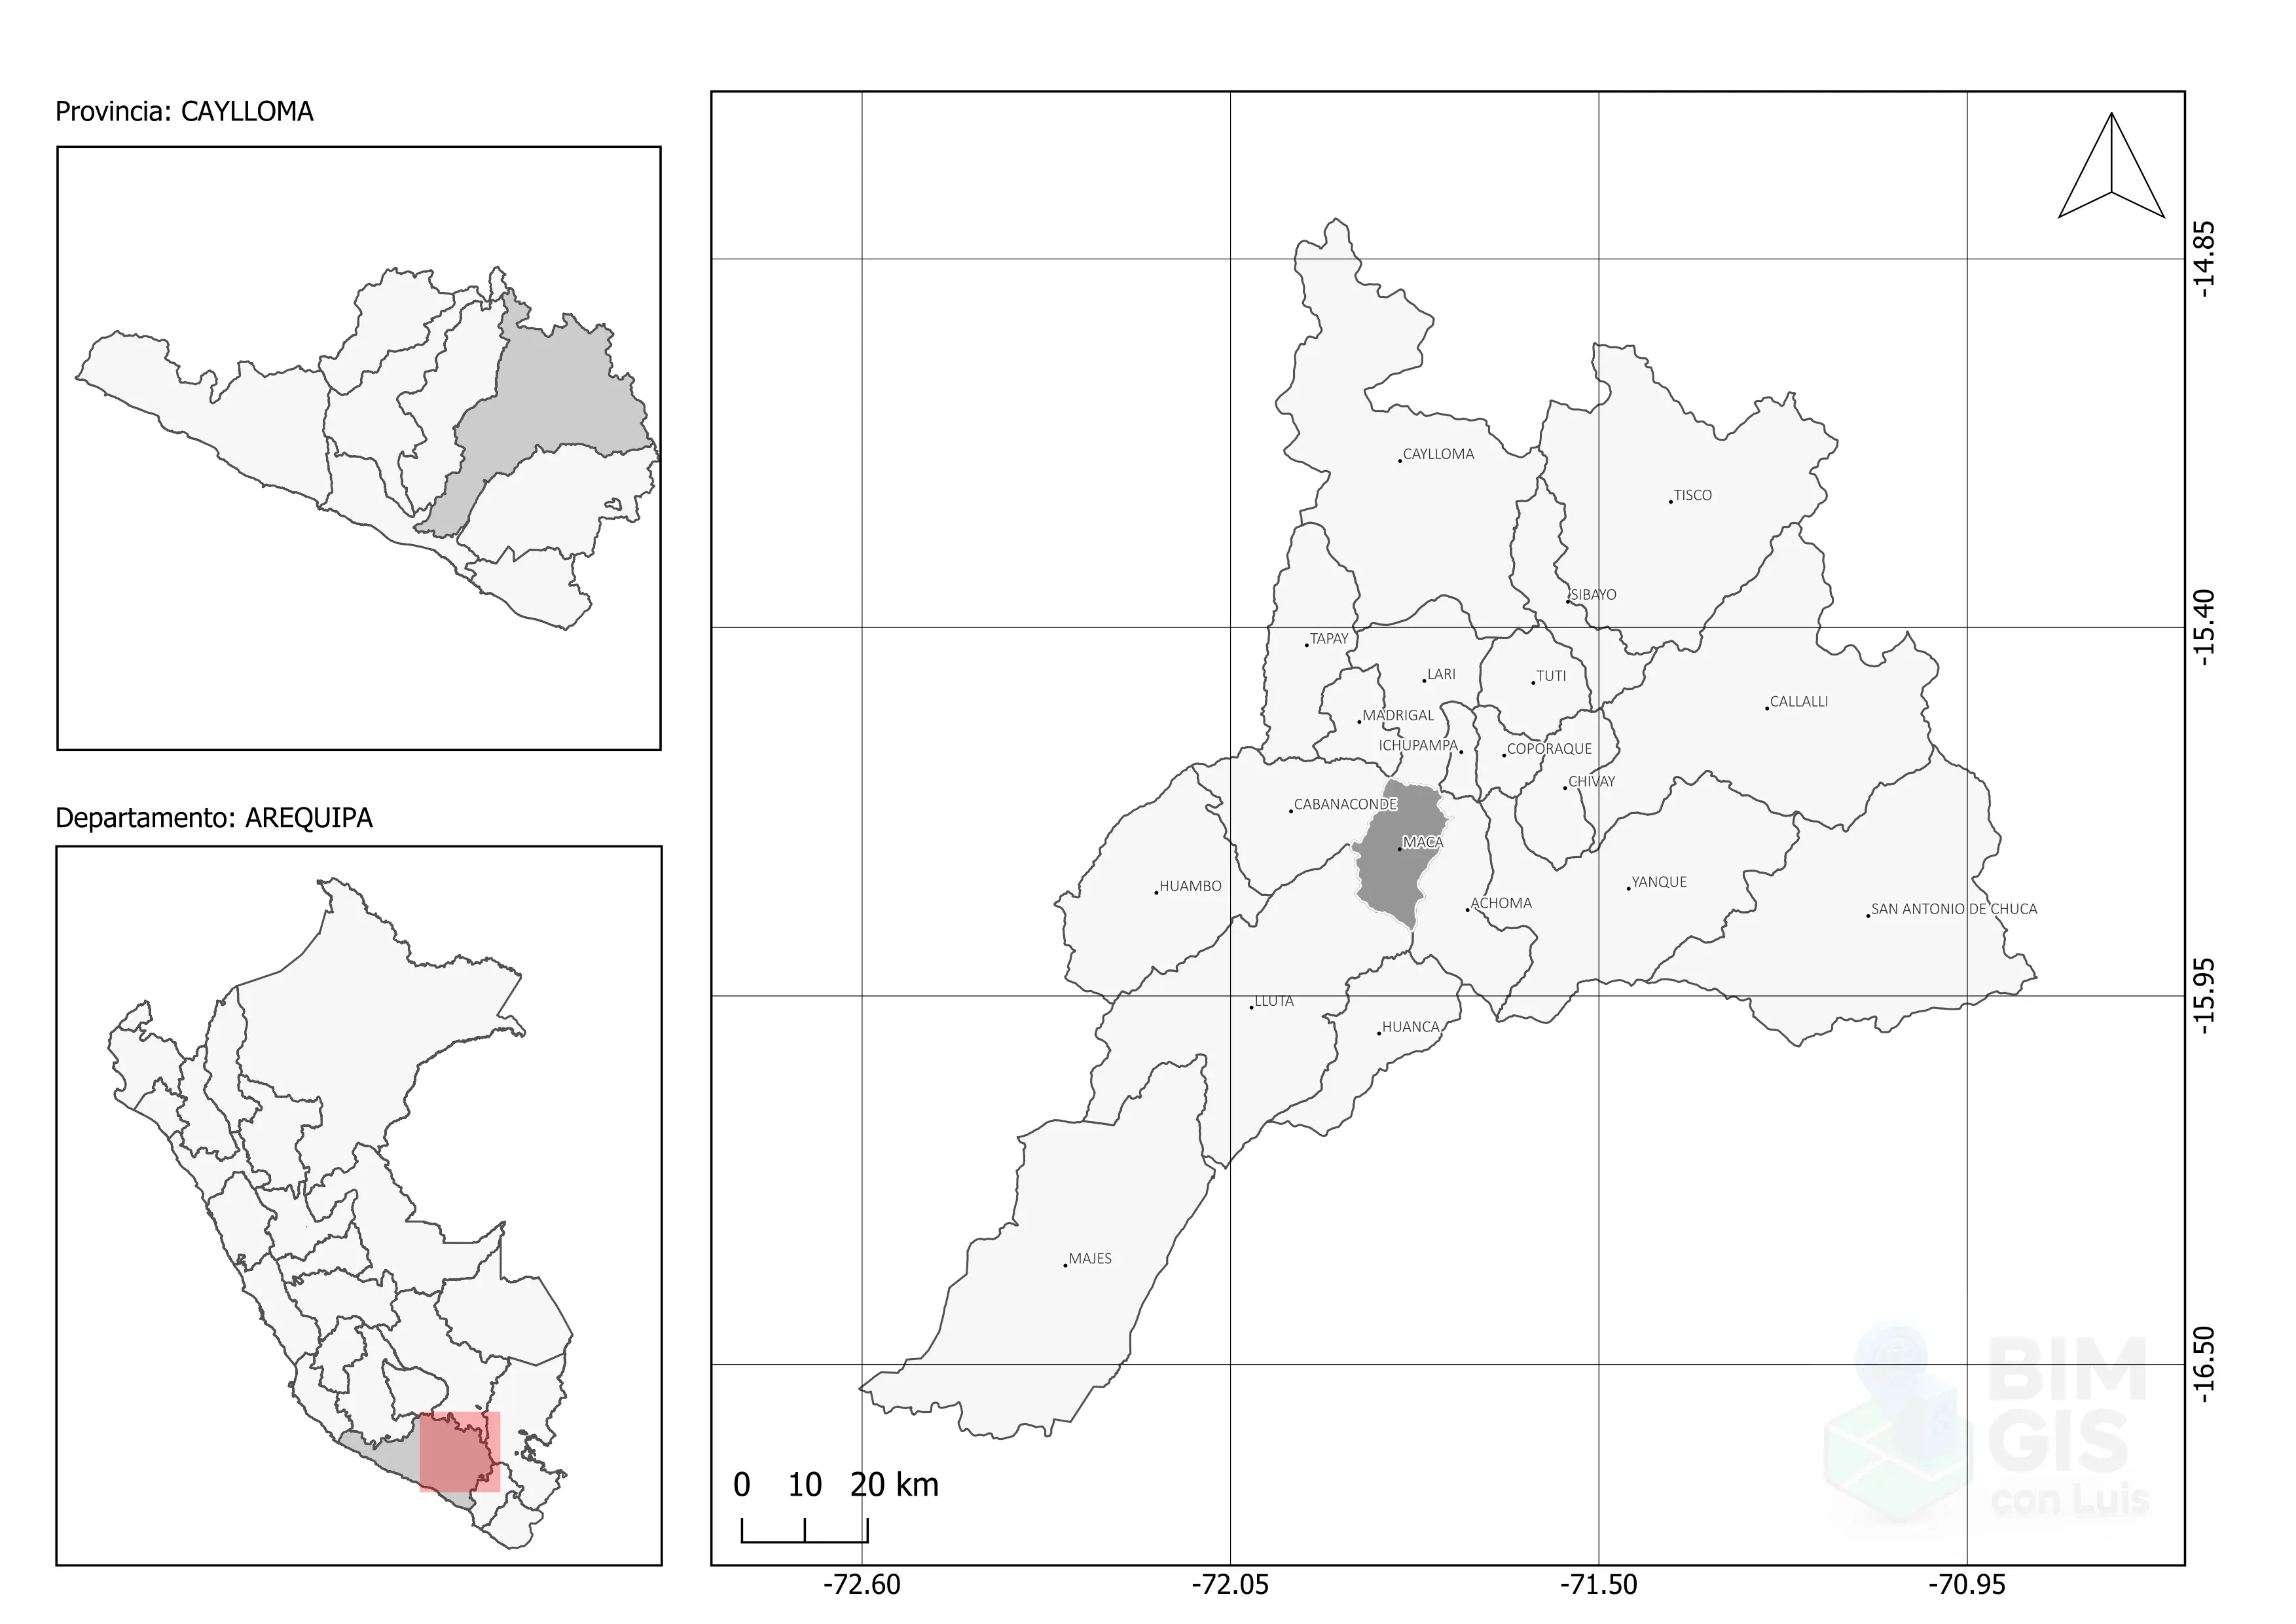 Provincia: CAYLLOMA
Departamento: AREQUIPA
CAYLLOMA
TISCO
SIBAYO
TAPAY
LARI
TUTI
CALLALLI
MADRIGAL
ICHUPAMPA
COPORAQUE
CHIVAY
CABANACONDE
MACA
HUAMBO
YANQUE
ACHOMA
SAN ANTONIO DE CHUCA
LLUTA
HUANCA
MAJES
-14.85
-15.40
-15.95
-16.50
BIM
GIS
con Luis
0 10 20 km
-72.60 -72.05 -71.50 -70.95